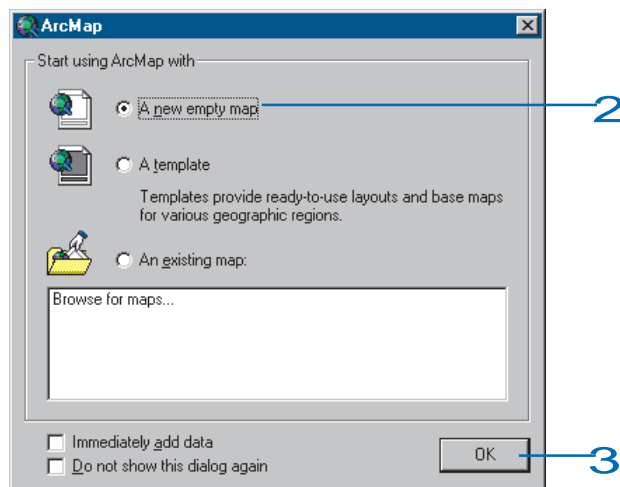 ArcMap
Start using ArcMap with
A new empty map
2
A template
Templates provide ready-to-use layouts and base maps
for various geographic regions.
An existing map:
Browse for maps...
Immediately add data
Do not show this dialog again
OK
3